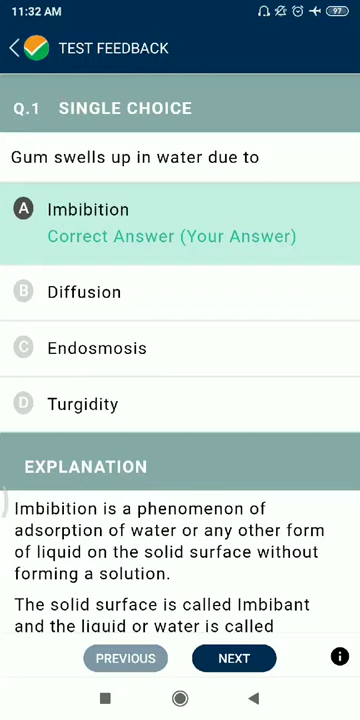 11:32 AM
97
TEST FEEDBACK
Q.1 SINGLE CHOICE
Gum swells up in water due to
A Imbibition
Correct Answer (Your Answer)
B Diffusion
C Endosmosis
D Turgidity
EXPLANATION
Imbibition is a phenomenon of
adsorption of water or any other form
of liquid on the solid surface without
forming a solution.
The solid surface is called Imbibant
and the liquid or water is called
PREVIOUS NEXT